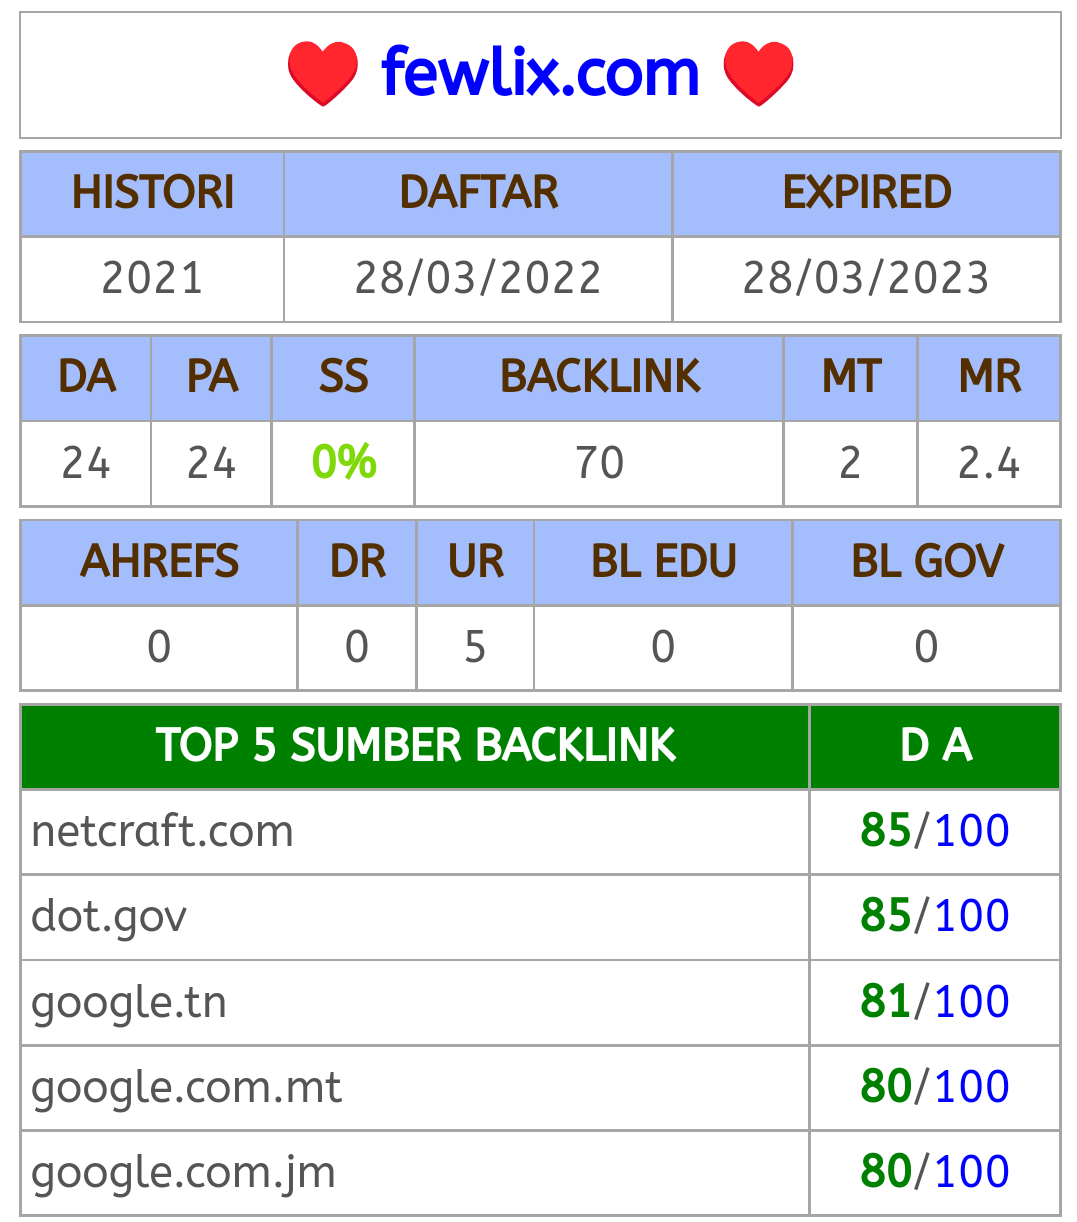 ❤️ fewlix.com ❤️
HISTORI DAFTAR EXPIRED
2021 28/03/2022 28/03/2023
DA PA SS BACKLINK MT MR
24 24 0% 70 2 2.4
AHREFS DR UR BL EDU BL GOV
0 0 5 0 0
TOP 5 SUMBER BACKLINK D A
netcraft.com 85/100
dot.gov 85/100
google.tn 81/100
google.com.mt 80/100
google.com.jm 80/100